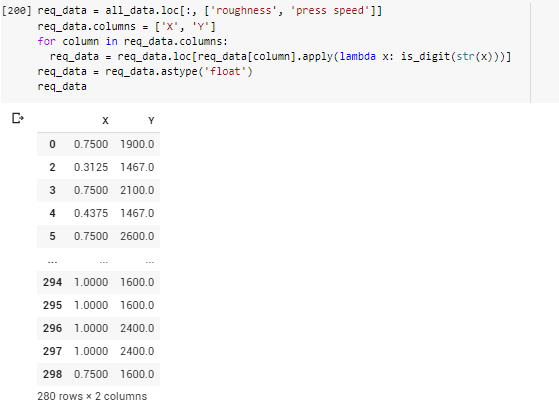 [200] req_data = all_data.loc[:, ['roughness', 'press speed']]
req_data.columns = ['X', 'Y']
for column in req_data.columns:
  req_data = req_data.loc[req_data[column].apply(lambda x: is_digit(str(x)))]
req_data = req_data.astype('float')
req_data
X Y
0 0.7500 1900.0
2 0.3125 1467.0
3 0.7500 2100.0
4 0.4375 1467.0
5 0.7500 2600.0
... ... ...
294 1.0000 1600.0
295 1.0000 1600.0
296 1.0000 2400.0
297 1.0000 2400.0
298 0.7500 1600.0
280 rows × 2 columns